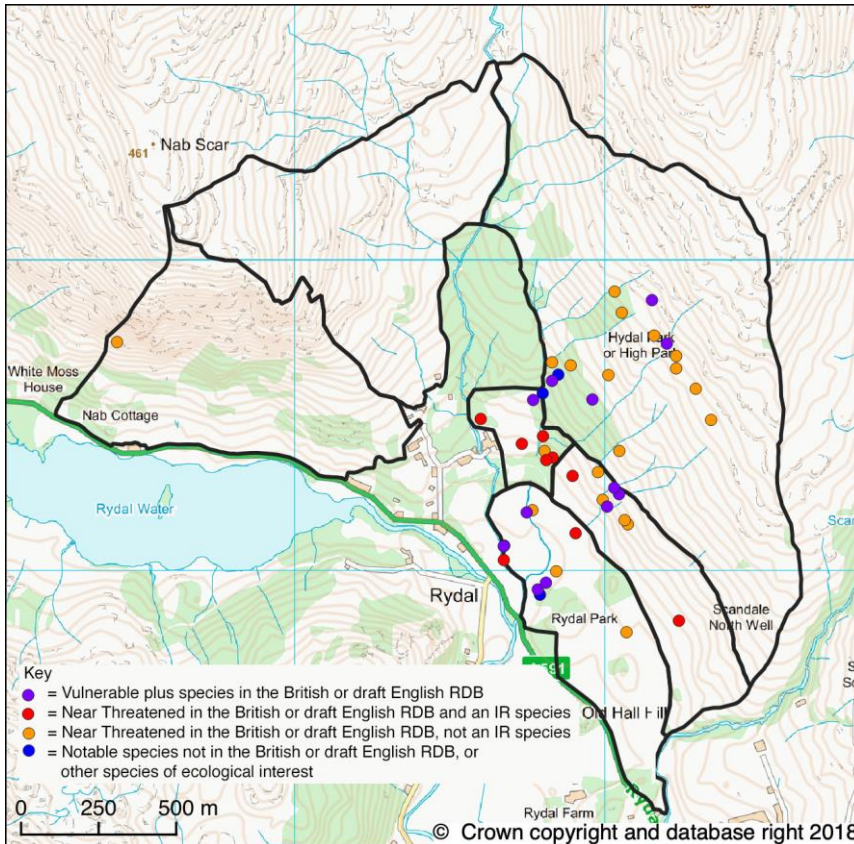 461
Nab Scar
White Moss
House
Nab Cottage
Rydal Water
Hydal Park
or High Park
Rydal
Rydal Park
Scandale
North Well
Old Hall Hill
Rydal Farm
Key
= Vulnerable plus species in the British or draft English RDB
= Near Threatened in the British or draft English RDB and an IR species
= Near Threatened in the British or draft English RDB, not an IR species
= Notable species not in the British or draft English RDB, or
other species of ecological interest
0 250 500 m
© Crown copyright and database right 2018